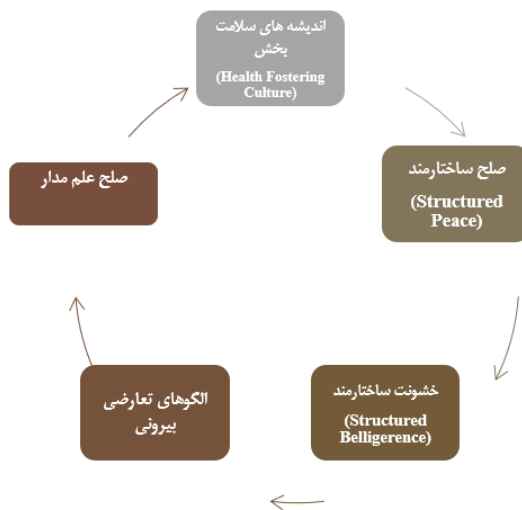 اندیشه های سلامت
بخش
(Health Fostering
Culture)
صلح ساختارمند
(Structured
Peace)
خشونت ساختارمند
(Structured
Belligerence)
الگوهای تعارضی
بیرونی
صلح علم مدار